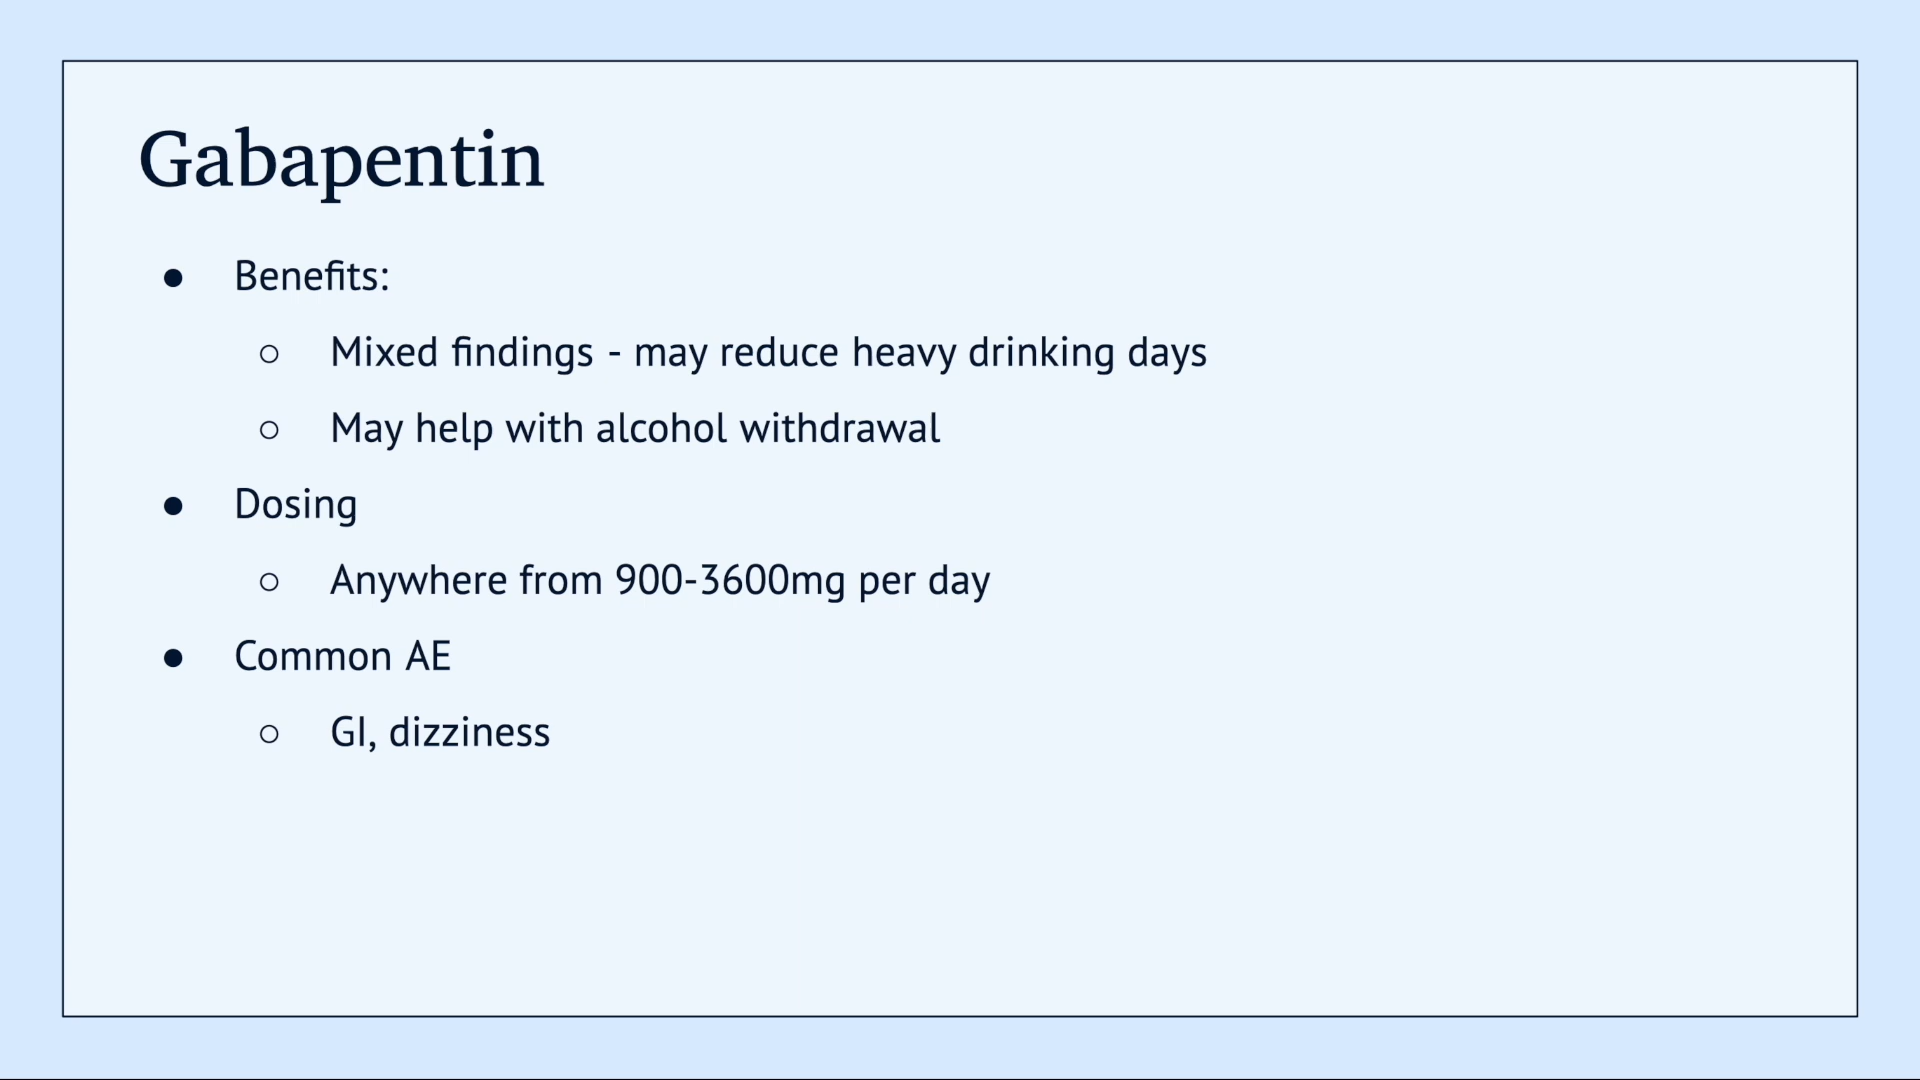 Gabapentin
● Benefits:
○ Mixed findings - may reduce heavy drinking days
○ May help with alcohol withdrawal
● Dosing
○ Anywhere from 900-3600mg per day
● Common AE
○ GI, dizziness